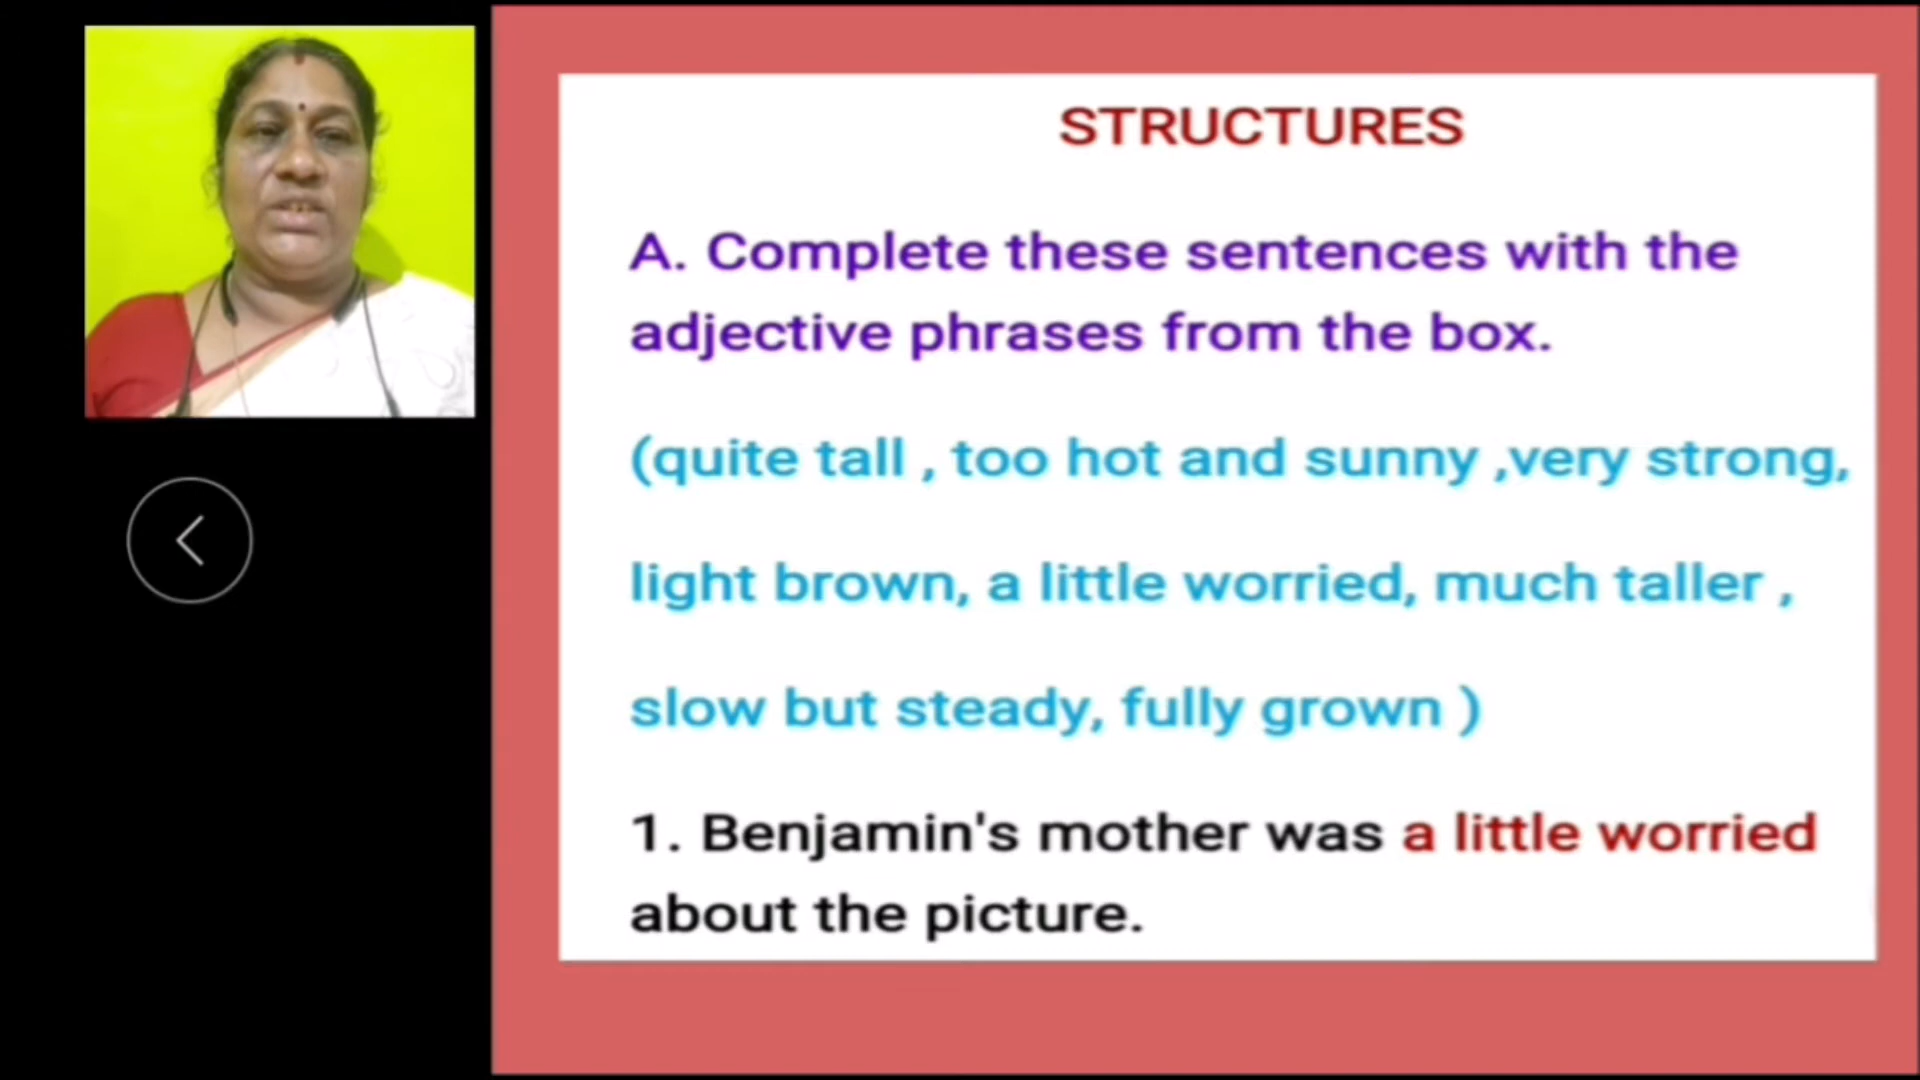 STRUCTURES
A. Complete these sentences with the
adjective phrases from the box.
(quite tall , too hot and sunny ,very strong,
light brown, a little worried, much taller ,
slow but steady, fully grown )
1. Benjamin's mother was a little worried
about the picture.